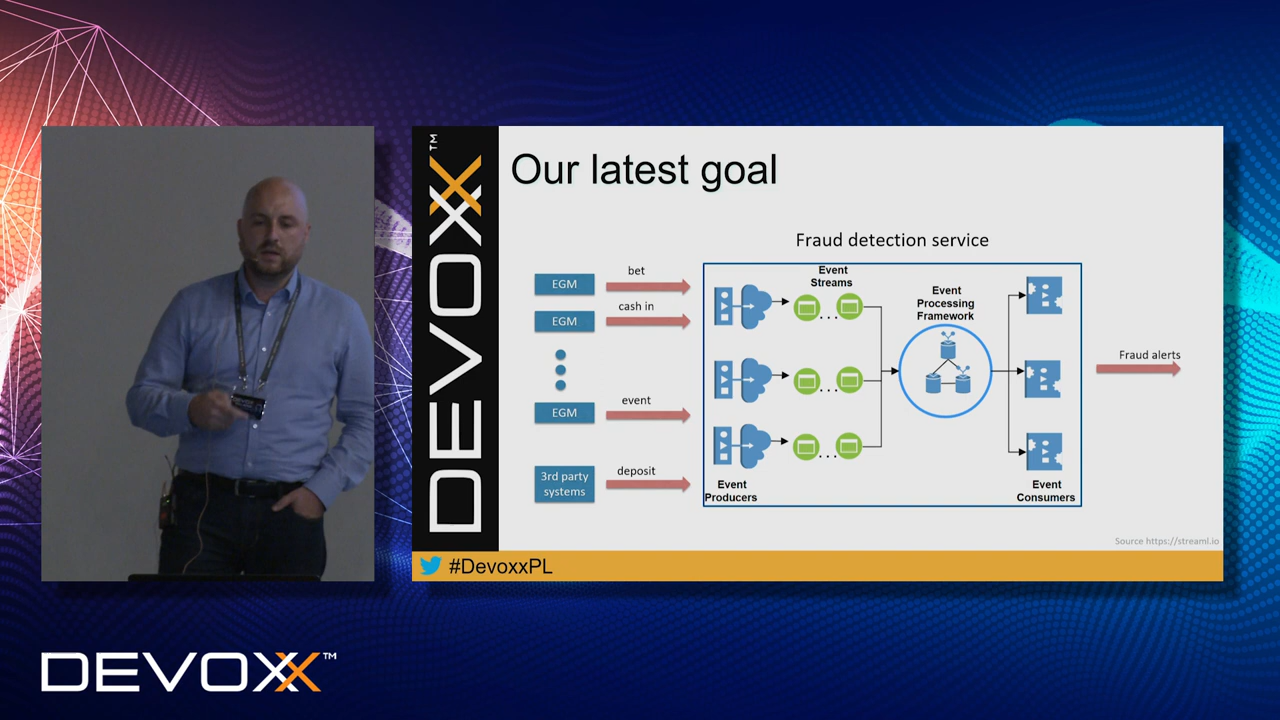 DEVOXX™
Our latest goal
Fraud detection service
EGM
bet
EGM
cash in
EGM
event
3rd party
systems
deposit
Event
Streams
Event
Processing
Framework
Event
Producers
Event
Consumers
Fraud alerts
Source https://streaml.io
#DevoxxPL
DEVOXX™